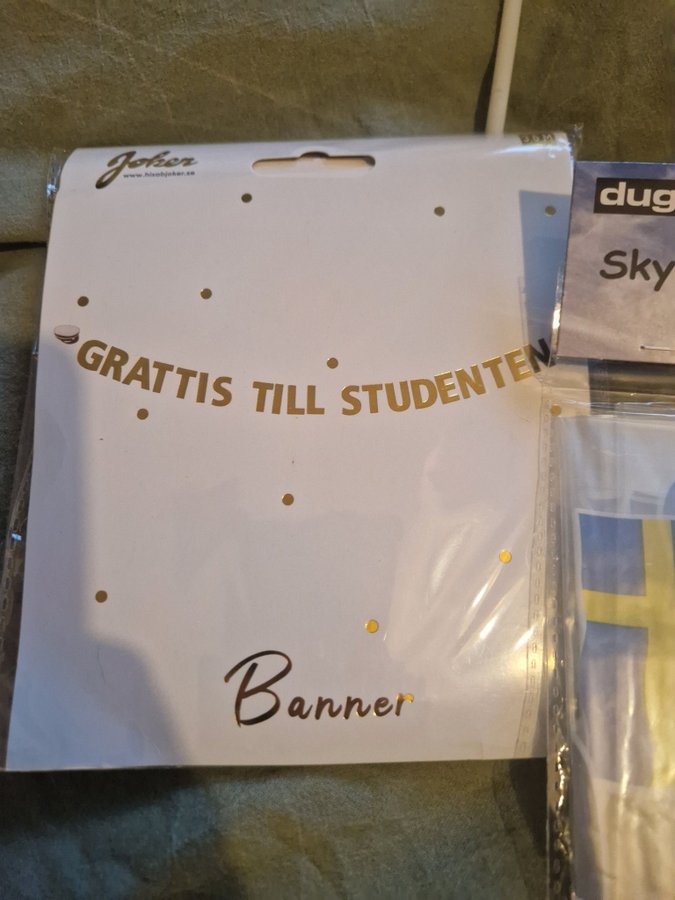 Joker
www.hisabjoker.se
GRATTIS TILL STUDENTEN
Banner
dug
Sky